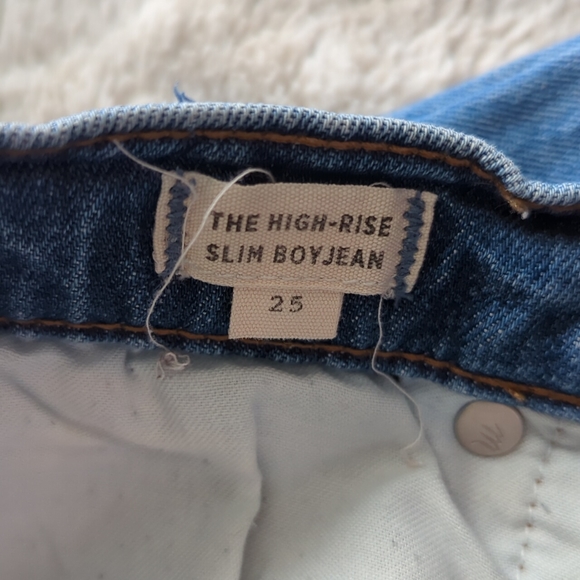 THE HIGH-RISE
SLIM BOYJEAN
25